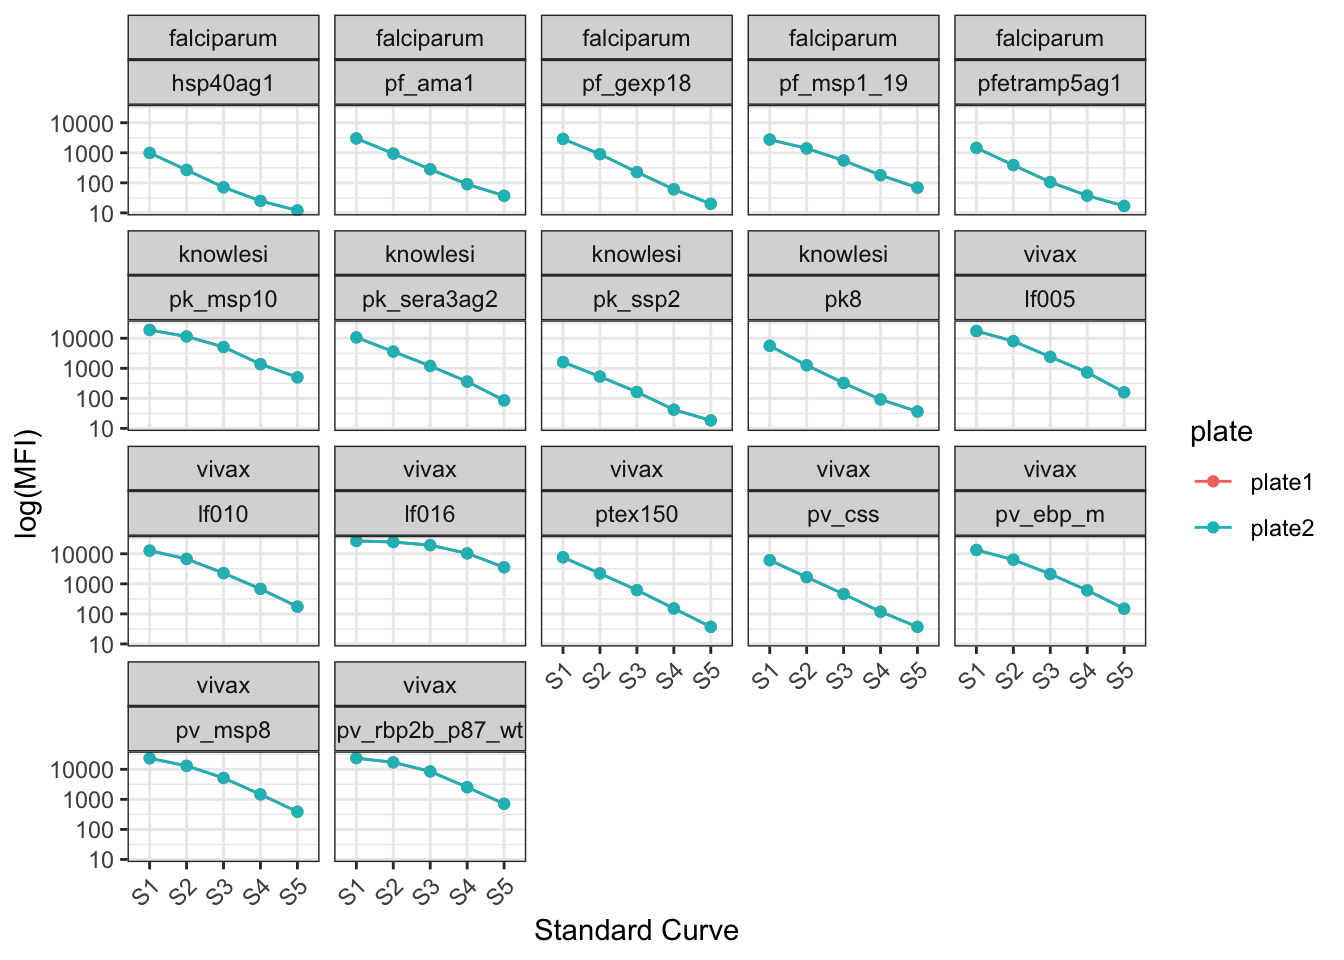 falciparum falciparum falciparum falciparum falciparum
hsp40ag1 pf_ama1 pf_gexp18 pf_msp1_19 pfetramp5ag1
10000
1000
100
10
knowlesi knowlesi knowlesi knowlesi vivax
pk_msp10 pk_sera3ag2 pk_ssp2 pk8 lf005
10000
1000
100
10
vivax vivax vivax vivax vivax
lf010 lf016 ptex150 pv_css pv_ebp_m
10000
1000
100
10
S1 S2 S3 S4 S5 S1 S2 S3 S4 S5 S1 S2 S3 S4 S5
vivax vivax
pv_msp8 pv_rbp2b_p87_wt
10000
1000
100
10
S1 S2 S3 S4 S5 S1 S2 S3 S4 S5
Standard Curve
log(MFI)
plate
plate1
plate2